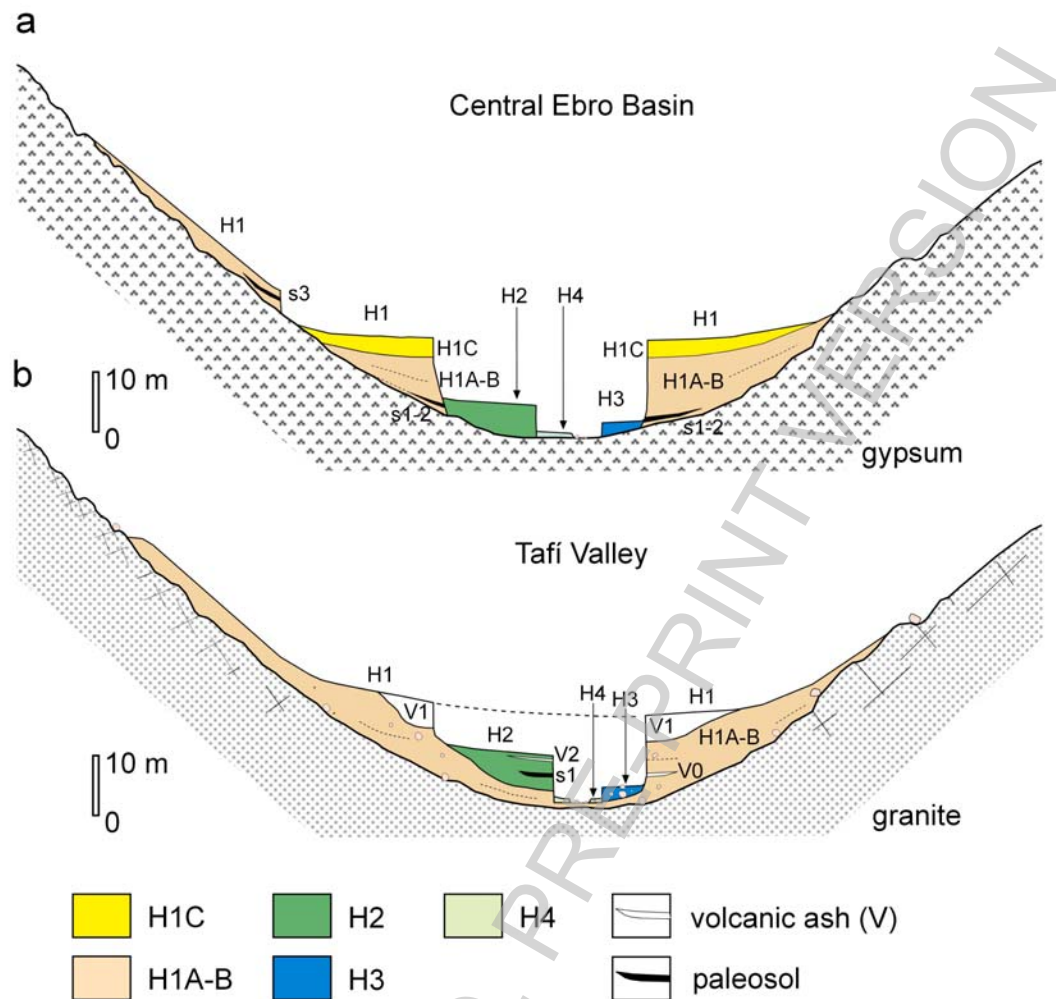 a
Central Ebro Basin
H1
s3
H2
H4
H1
H1
H1C
H1C
b
10 m
0
H1A-B
H1A-B
H3
s1-2
s1-2
gypsum
Tafí Valley
H1
H4
H3
H1
V1
V1
H2
H1A-B
V2
s1
V0
10 m
0
granite
H1C
H2
H4
volcanic ash (V)
H1A-B
H3
paleosol
PRE-PRINT VERSION